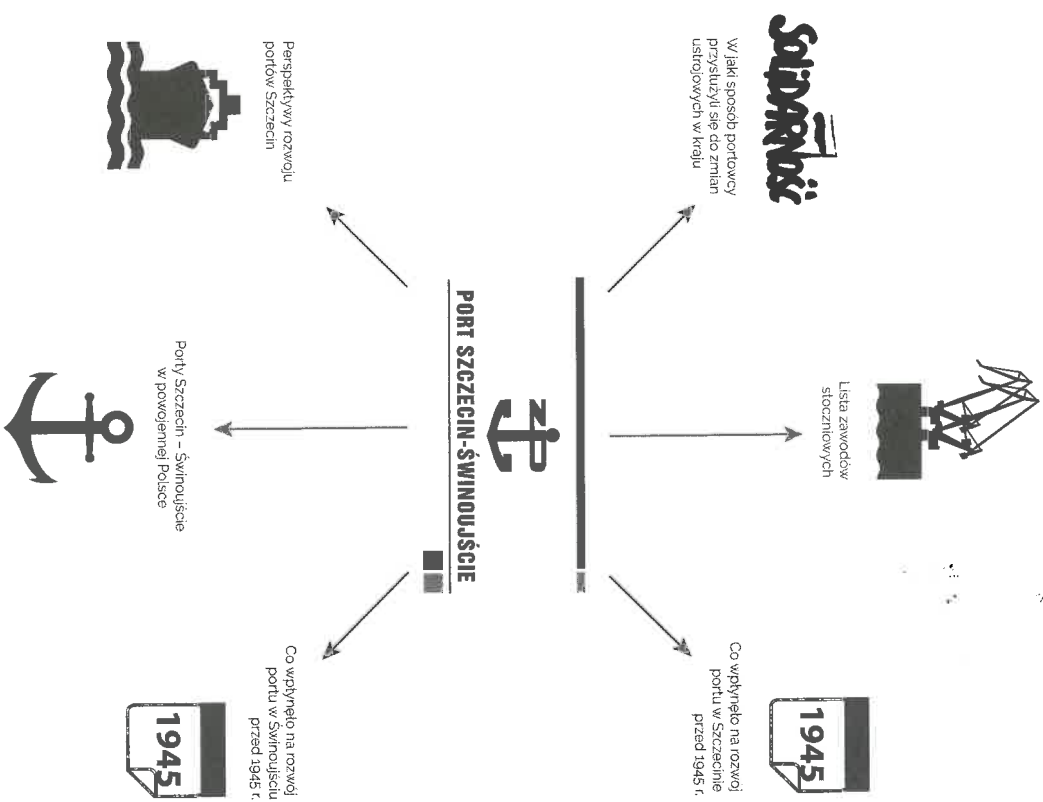 SOLIDARNOŚĆ
W jaki sposób portowcy
przysłużyli się do zmian
ustrojowych w kraju
Lista zawodów
stoczniowych
1945
Co wpłynęło na rozwój
portu w Szczecinie
przed 1945 r.
ZP
PORT SZCZECIN-ŚWINOUJŚCIE
Perspektywy rozwoju
portów Szczecin
Porty Szczecin – Świnoujście
w powojennej Polsce
1945
Co wpłynęło na rozwój
portu w Świnoujściu
przed 1945 r.